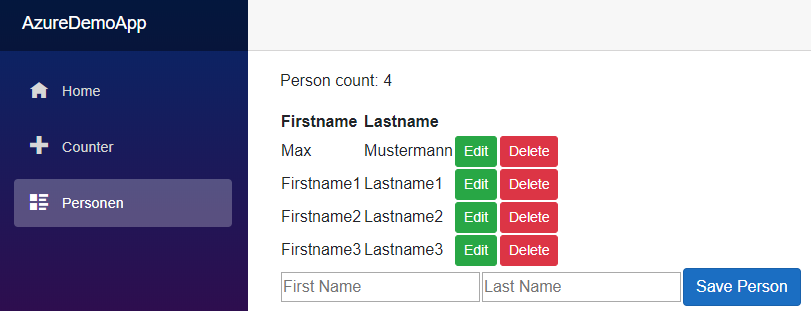 AzureDemoApp
Home
Counter
Personen
Person count: 4
Firstname Lastname
Max Mustermann Edit Delete
Firstname1 Lastname1 Edit Delete
Firstname2 Lastname2 Edit Delete
Firstname3 Lastname3 Edit Delete
First Name Last Name Save Person